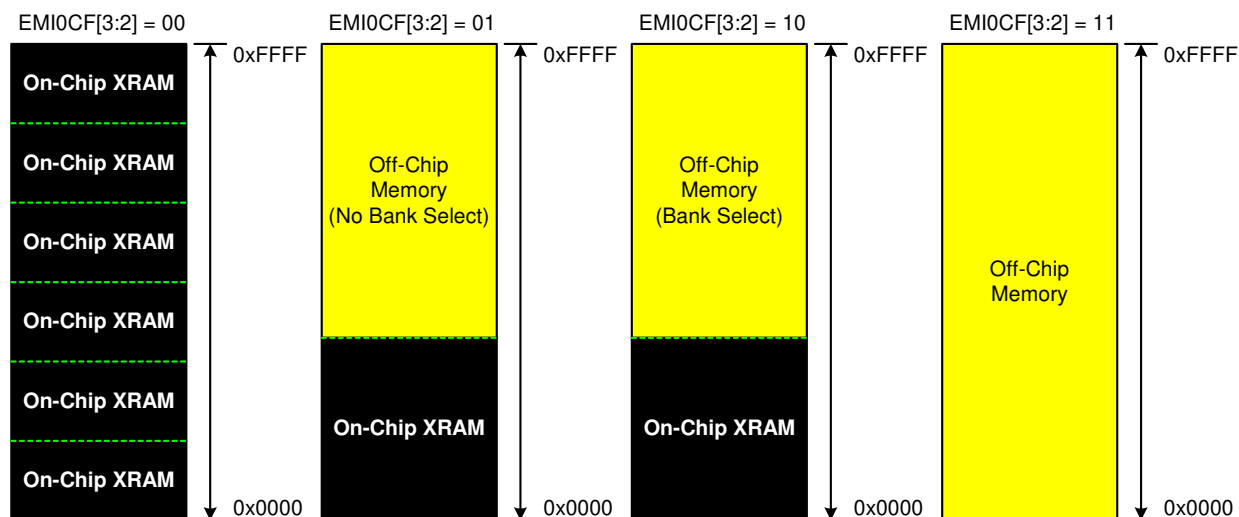 EMI0CF[3:2] = 00
EMI0CF[3:2] = 01
EMI0CF[3:2] = 10
EMI0CF[3:2] = 11
On-Chip XRAM
On-Chip XRAM
On-Chip XRAM
On-Chip XRAM
On-Chip XRAM
On-Chip XRAM
0xFFFF
0x0000
Off-Chip
Memory
(No Bank Select)
On-Chip XRAM
0xFFFF
0x0000
Off-Chip
Memory
(Bank Select)
On-Chip XRAM
0xFFFF
0x0000
Off-Chip
Memory
0xFFFF
0x0000